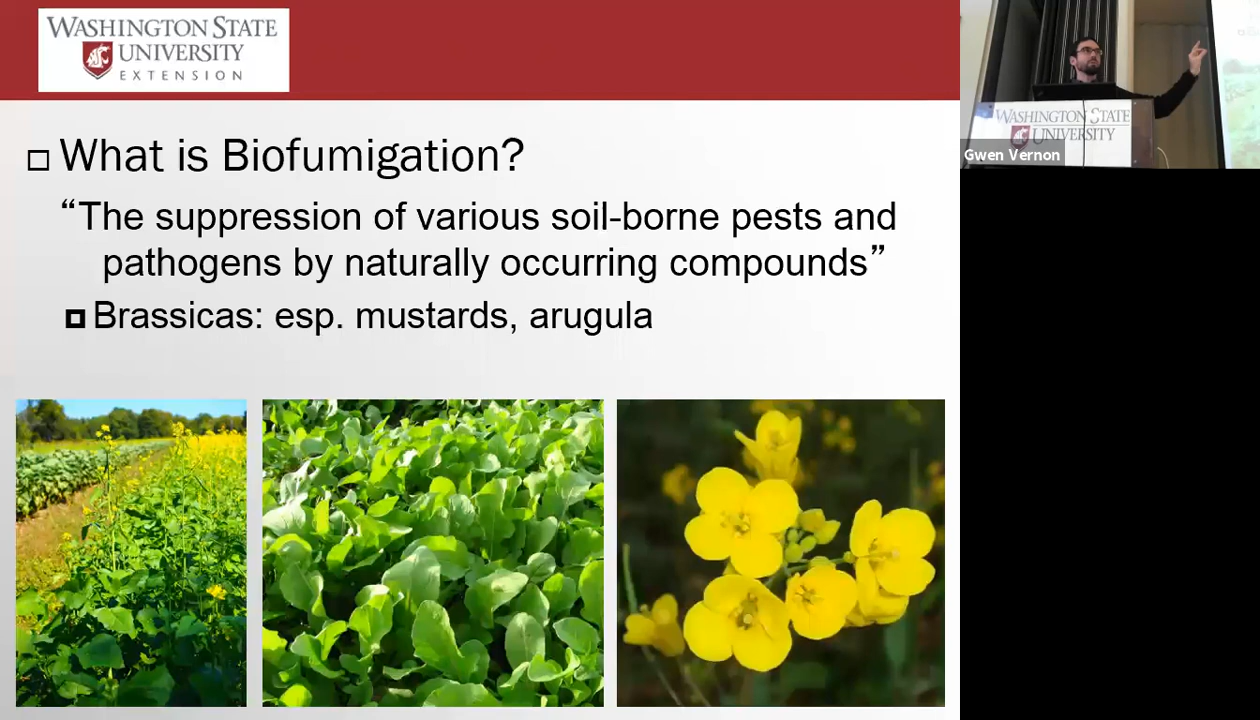 WASHINGTON STATE
UNIVERSITY
EXTENSION
What is Biofumigation?
“The suppression of various soil-borne pests and
pathogens by naturally occurring compounds”
Brassicas: esp. mustards, arugula
WASHINGTON STATE
UNIVERSITY
Gwen Vernon